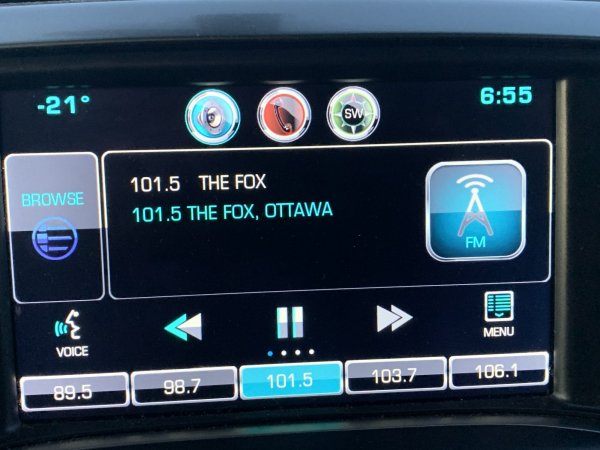 -21°
SW
6:55
BROWSE
101.5 THE FOX
101.5 THE FOX, OTTAWA
FM
VOICE
MENU
89.5
98.7
101.5
103.7
106.1